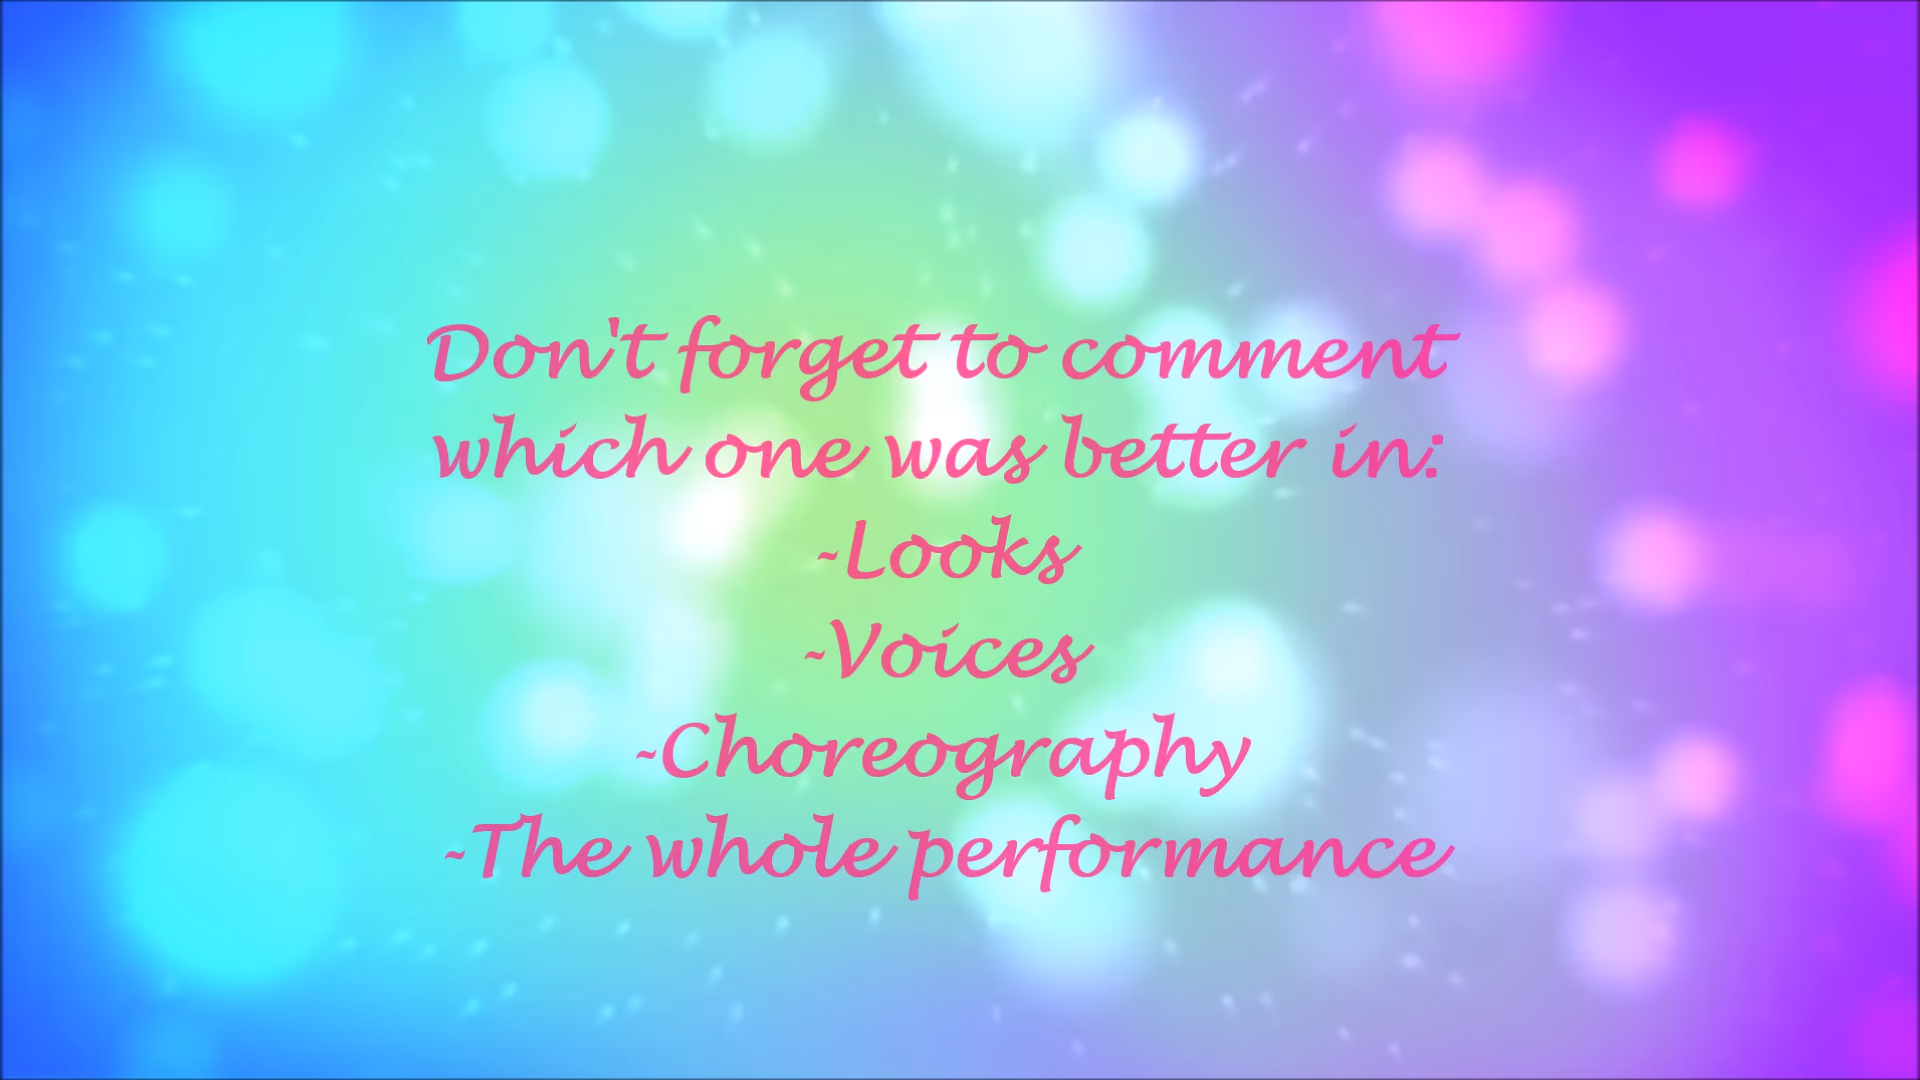 Don't forget to comment
which one was better in:
-Looks
-Voices
-Choreography
-The whole performance